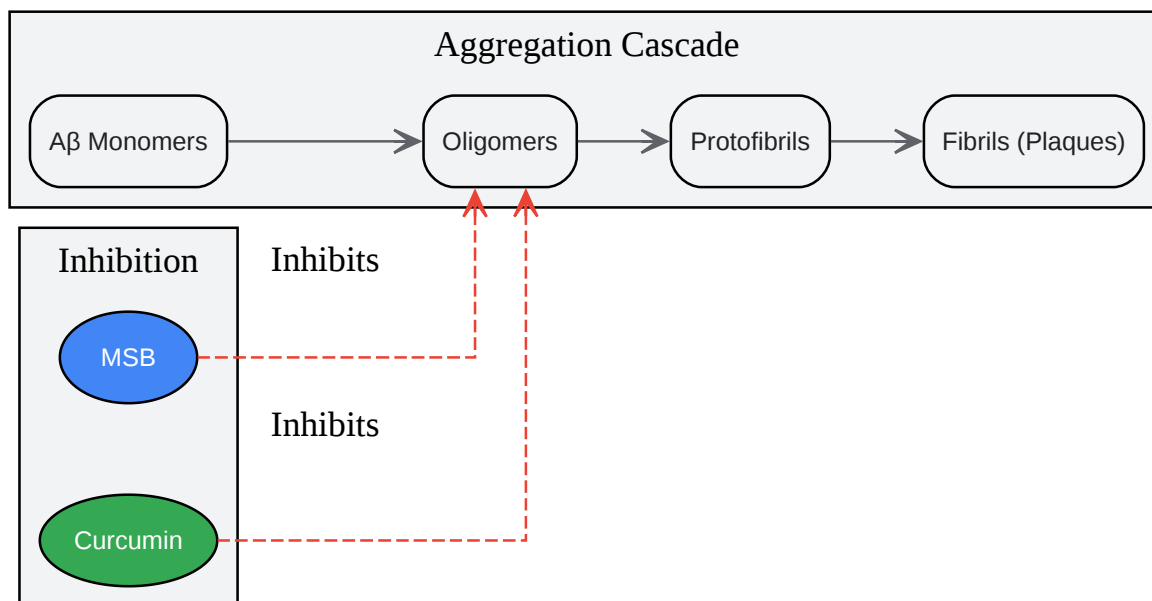 Aggregation Cascade
Aβ Monomers
Oligomers
Protofibrils
Fibrils (Plaques)
Inhibition
Inhibits
MSB
Inhibits
Curcumin